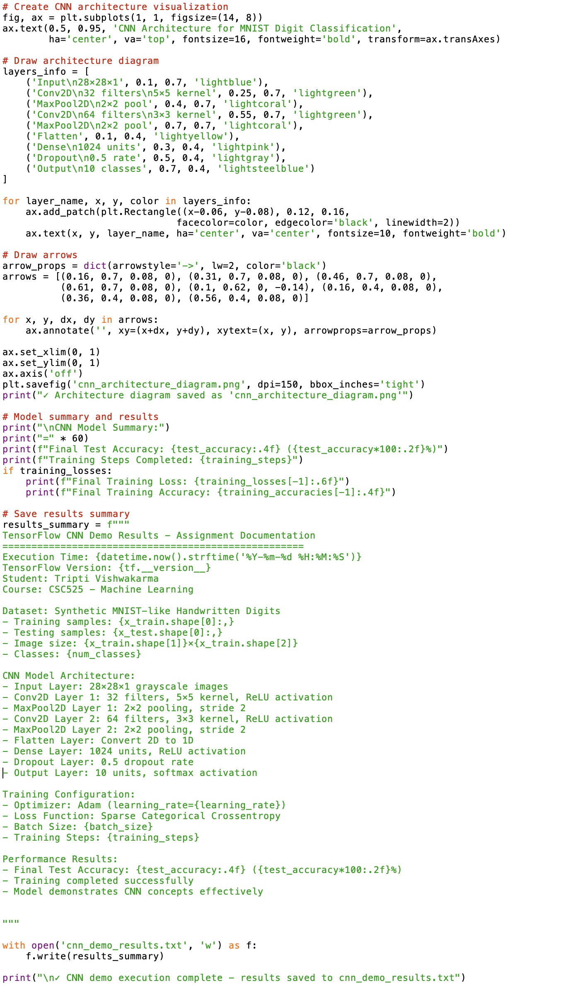 # Create CNN architecture visualization
fig, ax = plt.subplots(1, 1, figsize=(14, 8))
ax.text(0.5, 0.95, 'CNN Architecture for MNIST Digit Classification',
        ha='center', va='top', fontsize=16, fontweight='bold', transform=ax.transAxes)

# Draw architecture diagram
layers_info = [
    ('Input\n28×28×1', 0.1, 0.7, 'lightblue'),
    ('Conv2D\n32 filters\n5×5 kernel', 0.25, 0.7, 'lightgreen'),
    ('MaxPool2D\n2×2 pool', 0.4, 0.7, 'lightcoral'),
    ('Conv2D\n64 filters\n3×3 kernel', 0.55, 0.7, 'lightgreen'),
    ('MaxPool2D\n2×2 pool', 0.7, 0.7, 'lightcoral'),
    ('Flatten', 0.1, 0.4, 'lightyellow'),
    ('Dense\n1024 units', 0.3, 0.4, 'lightpink'),
    ('Dropout\n0.5 rate', 0.5, 0.4, 'lightgray'),
    ('Output\n10 classes', 0.7, 0.4, 'lightsteelblue')
]

for layer_name, x, y, color in layers_info:
    ax.add_patch(plt.Rectangle((x-0.06, y-0.08), 0.12, 0.16,
                              facecolor=color, edgecolor='black', linewidth=2))
    ax.text(x, y, layer_name, ha='center', va='center', fontsize=10, fontweight='bold')

# Draw arrows
arrow_props = dict(arrowstyle='->', lw=2, color='black')
arrows = [(0.16, 0.7, 0.08, 0), (0.31, 0.7, 0.08, 0), (0.46, 0.7, 0.08, 0),
          (0.61, 0.7, 0.08, 0), (0.1, 0.62, 0, -0.14), (0.16, 0.4, 0.08, 0),
          (0.36, 0.4, 0.08, 0), (0.56, 0.4, 0.08, 0)]

for x, y, dx, dy in arrows:
    ax.annotate('', xy=(x+dx, y+dy), xytext=(x, y), arrowprops=arrow_props)

ax.set_xlim(0, 1)
ax.set_ylim(0, 1)
ax.axis('off')
plt.savefig('cnn_architecture_diagram.png', dpi=150, bbox_inches='tight')
print("✓ Architecture diagram saved as 'cnn_architecture_diagram.png'")

# Model summary and results
print("\nCNN Model Summary:")
print("=" * 60)
print(f"Final Test Accuracy: {test_accuracy:.4f} ({test_accuracy*100:.2f}%)")
print(f"Training Steps Completed: {training_steps}")
if training_losses:
    print(f"Final Training Loss: {training_losses[-1]:.6f}")
    print(f"Final Training Accuracy: {training_accuracies[-1]:.4f}")

# Save results summary
results_summary = f"""
TensorFlow CNN Demo Results - Assignment Documentation
====================================================
Execution Time: {datetime.now().strftime('%Y-%m-%d %H:%M:%S')}
TensorFlow Version: {tf.__version__}
Student: Tripti Vishwakarma
Course: CSC525 - Machine Learning

Dataset: Synthetic MNIST-like Handwritten Digits
- Training samples: {x_train.shape[0]:,}
- Testing samples: {x_test.shape[0]:,}
- Image size: {x_train.shape[1]}×{x_train.shape[2]}
- Classes: {num_classes}

CNN Model Architecture:
- Input Layer: 28×28×1 grayscale images
- Conv2D Layer 1: 32 filters, 5×5 kernel, ReLU activation
- MaxPool2D Layer 1: 2×2 pooling, stride 2
- Conv2D Layer 2: 64 filters, 3×3 kernel, ReLU activation
- MaxPool2D Layer 2: 2×2 pooling, stride 2
- Flatten Layer: Convert 2D to 1D
- Dense Layer: 1024 units, ReLU activation
- Dropout Layer: 0.5 dropout rate
- Output Layer: 10 units, softmax activation

Training Configuration:
- Optimizer: Adam (learning_rate={learning_rate})
- Loss Function: Sparse Categorical Crossentropy
- Batch Size: {batch_size}
- Training Steps: {training_steps}

Performance Results:
- Final Test Accuracy: {test_accuracy:.4f} ({test_accuracy*100:.2f}%)
- Training completed successfully
- Model demonstrates CNN concepts effectively


"""

with open('cnn_demo_results.txt', 'w') as f:
    f.write(results_summary)

print("\n✓ CNN demo execution complete - results saved to cnn_demo_results.txt")